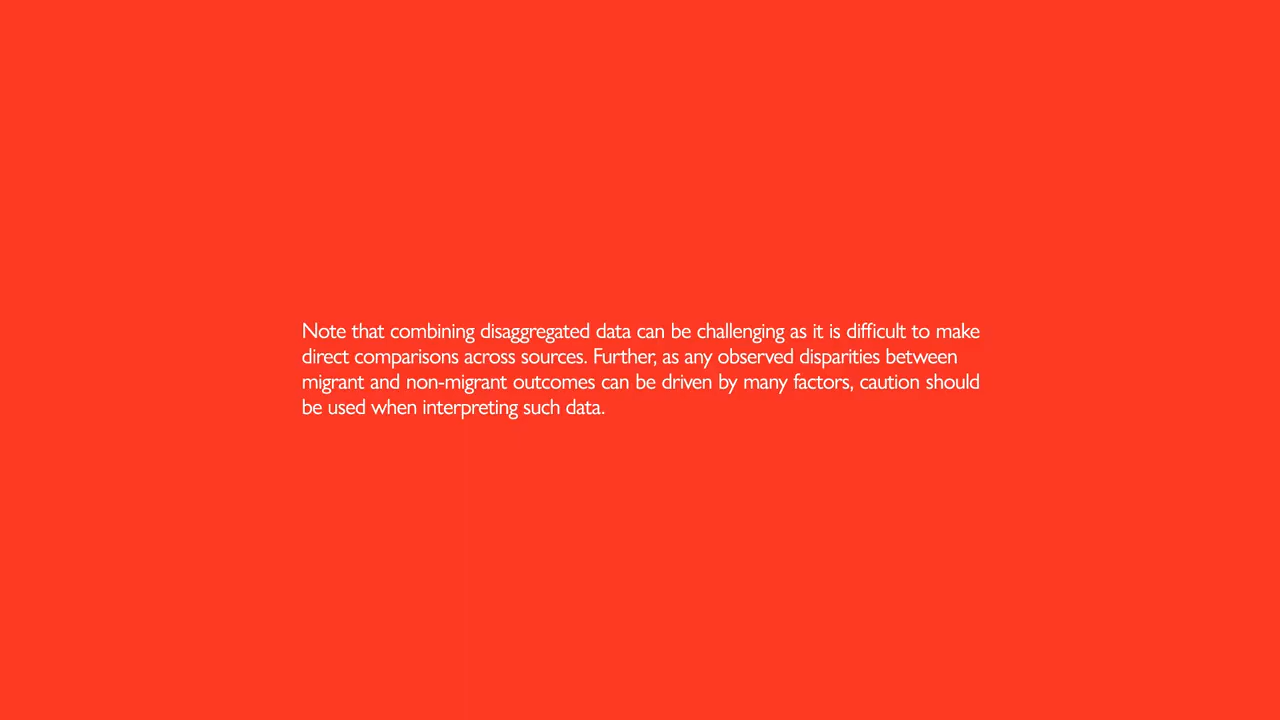 Note that combining disaggregated data can be challenging as it is difficult to make
direct comparisons across sources. Further, as any observed disparities between
migrant and non-migrant outcomes can be driven by many factors, caution should
be used when interpreting such data.